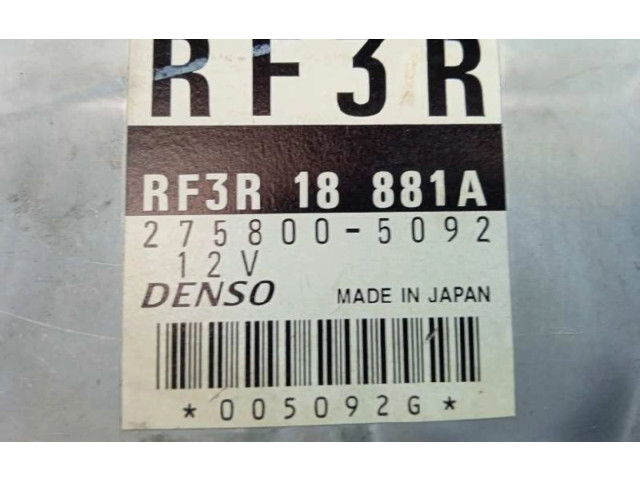 RF3R
RF3R 18 881A
275800-5092
12V
DENSO MADE IN JAPAN
*005092G*